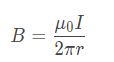 B = \frac{\mu_0 I}{2\pi r}